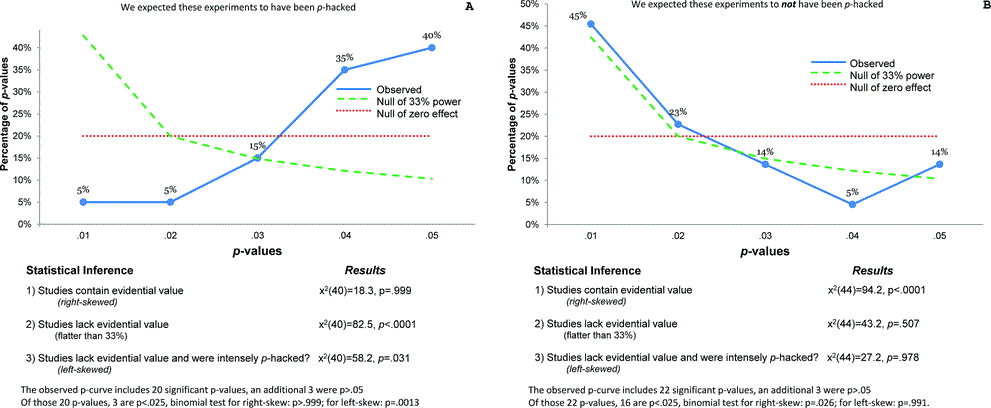 We expected these experiments to have been p-hacked
A
Percentage of p-values
40%
35%
30%
25%
20%
15%
10%
5%
0%
5%
5%
15%
35%
40%
Observed
Null of 33% power
Null of zero effect
.01 .02 .03 .04 .05
p-values
Statistical Inference Results
1) Studies contain evidential value x²(40)=18.3, p=.999
(right-skewed)
2) Studies lack evidential value x²(40)=82.5, p<.0001
(flatter than 33%)
3) Studies lack evidential value and were intensely p-hacked? x²(40)=58.2, p=.031
(left-skewed)
The observed p-curve includes 20 significant p-values, an additional 3 were p>.05
Of those 20 p-values, 3 are p<.025, binomial test for right-skew: p>.999; for left-skew: p=.0013
We expected these experiments to not have been p-hacked
B
Percentage of p-values
50%
45%
40%
35%
30%
25%
20%
15%
10%
5%
0%
45%
23%
14%
5%
14%
Observed
Null of 33% power
Null of zero effect
.01 .02 .03 .04 .05
p-values
Statistical Inference Results
1) Studies contain evidential value x²(44)=94.2, p<.0001
(right-skewed)
2) Studies lack evidential value x²(44)=43.2, p=.507
(flatter than 33%)
3) Studies lack evidential value and were intensely p-hacked? x²(44)=27.2, p=.978
(left-skewed)
The observed p-curve includes 22 significant p-values, an additional 3 were p>.05
Of those 22 p-values, 16 are p<.025, binomial test for right-skew: p=.026; for left-skew: p=.991.